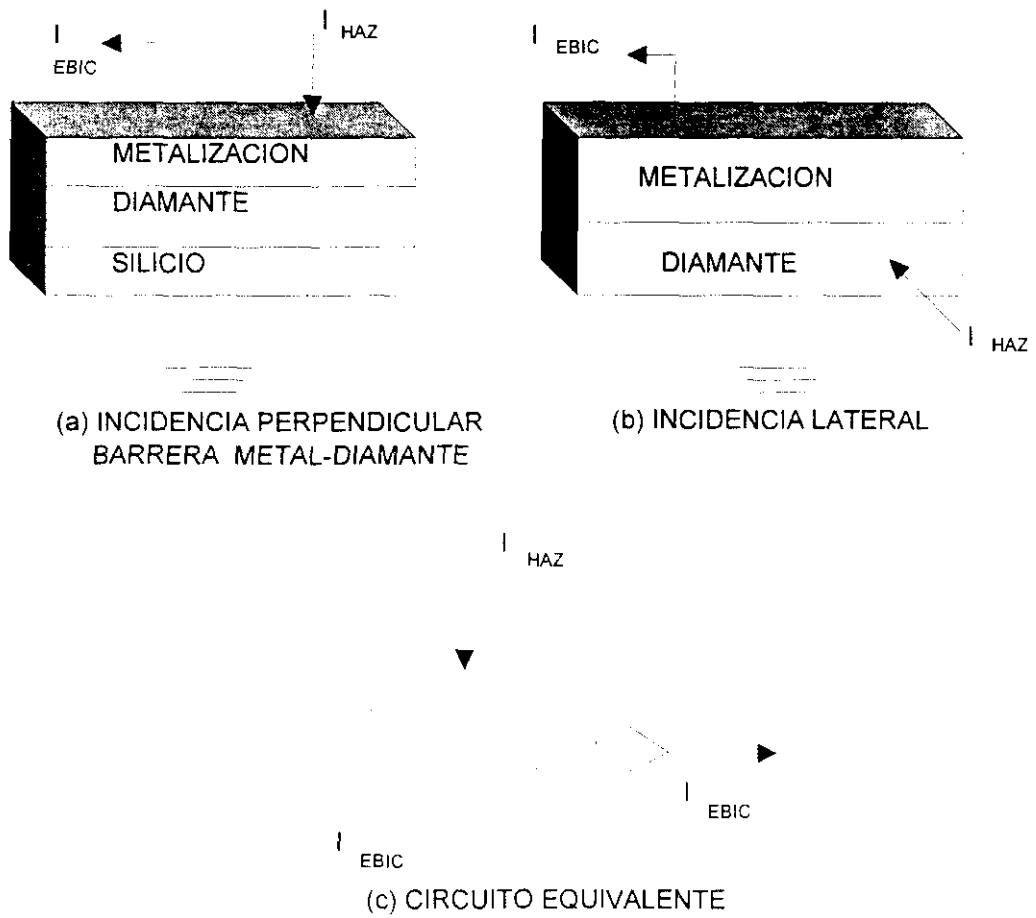 I EBIC
I HAZ
METALIZACION
DIAMANTE
SILICIO
(a) INCIDENCIA PERPENDICULAR
BARRERA METAL-DIAMANTE
I EBIC
METALIZACION
DIAMANTE
I HAZ
(b) INCIDENCIA LATERAL
I HAZ
I EBIC
I EBIC
(c) CIRCUITO EQUIVALENTE